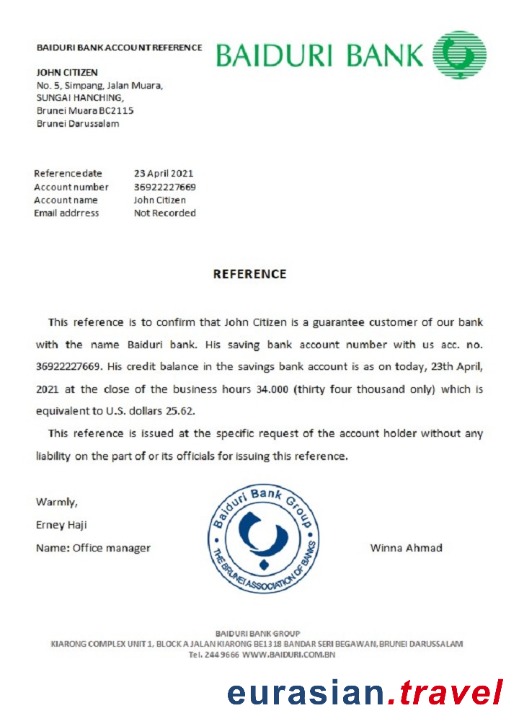 BAIDURI BANK ACCOUNT REFERENCE
BAIDURI BANK
JOHN CITIZEN
No. 5, Simpang, Jalan Muara,
SUNGAI HANCHING,
Brunei Muara BC2115
Brunei Darussalam
Reference date 23 April 2021
Account number 36922227669
Account name John Citizen
Email addrress Not Recorded
REFERENCE
This reference is to confirm that John Citizen is a guarantee customer of our bank
with the name Baiduri bank. His saving bank account number with us acc. no.
36922227669. His credit balance in the savings bank account is as on today, 23th April,
2021 at the close of the business hours 34.000 (thirty four thousand only) which is
equivalent to U.S. dollars 25.62.
This reference is issued at the specific request of the account holder without any
liability on the part of or its officials for issuing this reference.
Warmly,
Erney Haji
Name: Office manager
Baiduri Bank Group
THE BRUNEI ASSOCIATION OF BANKS
Winna Ahmad
BAIDURI BANK GROUP
KIARONG COMPLEX UNIT 1, BLOCK A JALAN KIARONG BE1318 BANDAR SERI BEGAWAN, BRUNEI DARUSSALAM
Tel. 244 9666 WWW.BAIDURI.COM.BN
eurasian.travel